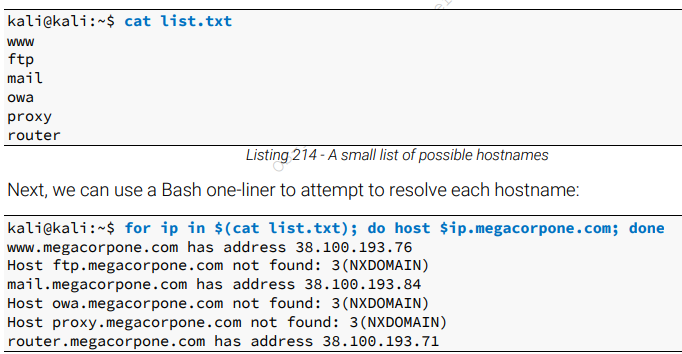 kali@kali:~$ cat list.txt
www
ftp
mail
owa
proxy
router
Listing 214 - A small list of possible hostnames
Next, we can use a Bash one-liner to attempt to resolve each hostname:
kali@kali:~$ for ip in $(cat list.txt); do host $ip.megacorpone.com; done
www.megacorpone.com has address 38.100.193.76
Host ftp.megacorpone.com not found: 3(NXDOMAIN)
mail.megacorpone.com has address 38.100.193.84
Host owa.megacorpone.com not found: 3(NXDOMAIN)
Host proxy.megacorpone.com not found: 3(NXDOMAIN)
router.megacorpone.com has address 38.100.193.71